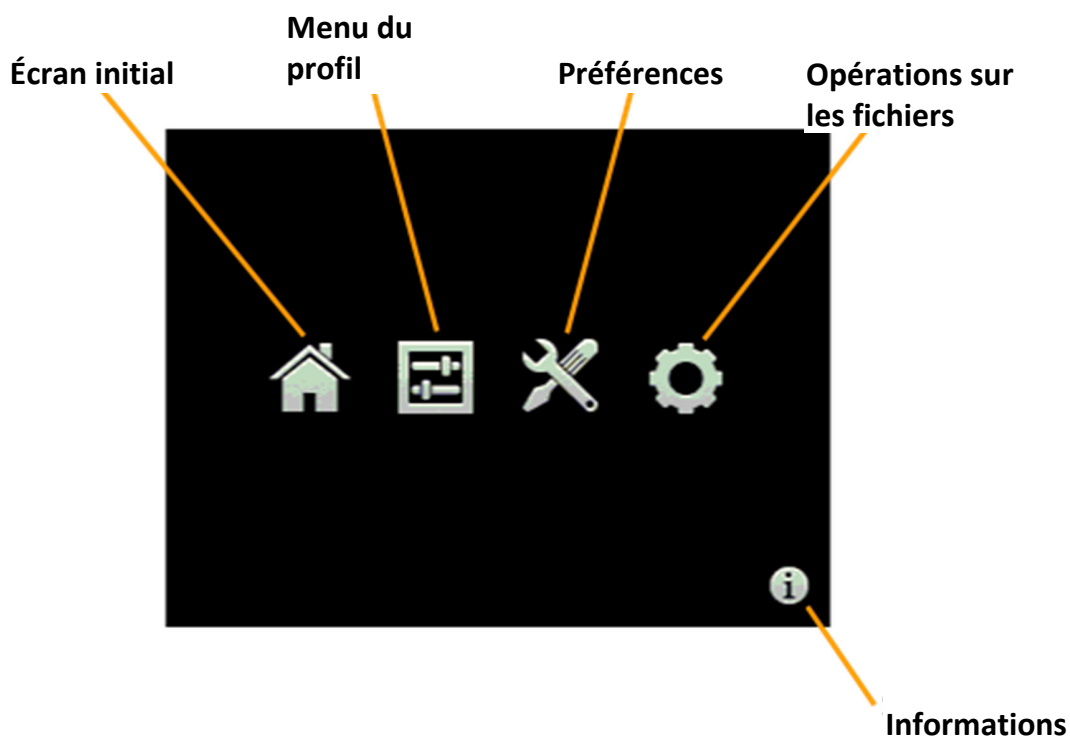 Menu du
profil
Écran initial
Préférences
Opérations sur
les fichiers
Informations